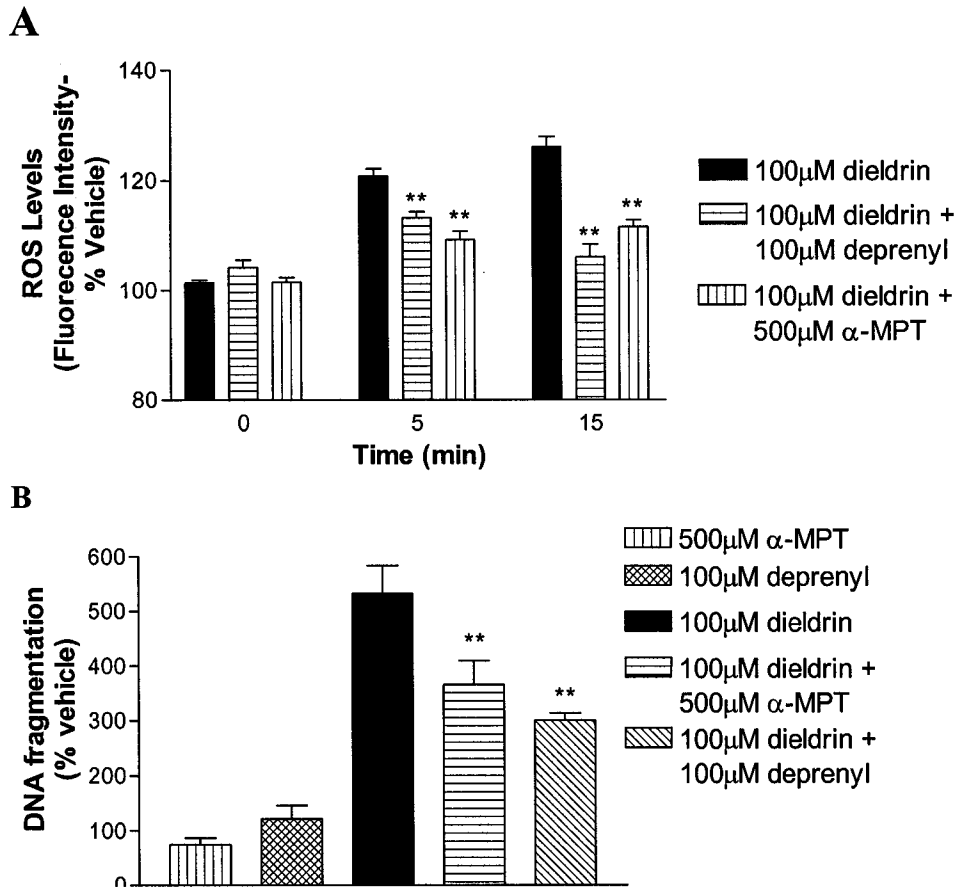 A
ROS Levels
(Fluorecence Intensity-
% Vehicle)
140
120
100
80
** **
** **
0 5 15
Time (min)
100μM dieldrin
100μM dieldrin +
100μM deprenyl
100μM dieldrin +
500μM α-MPT
B
DNA fragmentation
(% vehicle)
600
500
400
300
200
100
0
**
**
500μM α-MPT
100μM deprenyl
100μM dieldrin
100μM dieldrin +
500μM α-MPT
100μM dieldrin +
100μM deprenyl